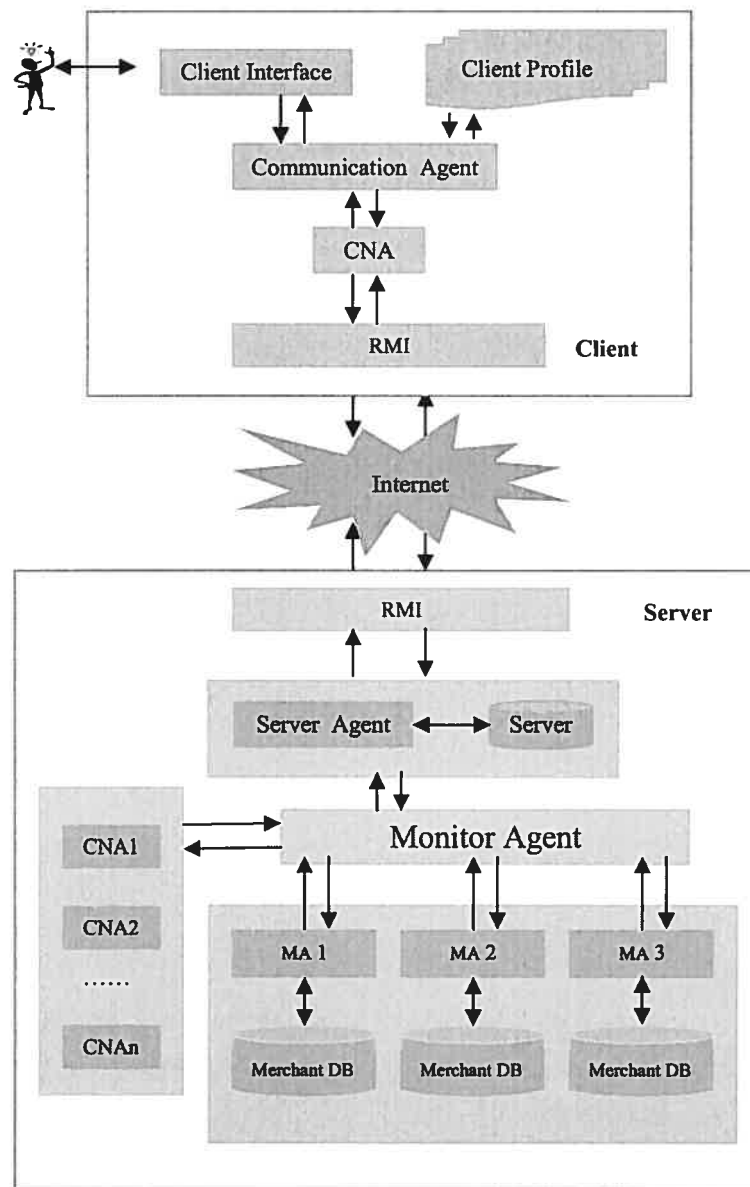 Client Interface
Client Profile
Communication Agent
CNA
RMI
Client
Internet
RMI
Server
Server Agent
Server
Monitor Agent
CNA1
CNA2
......
CNAn
MA 1
MA 2
MA 3
Merchant DB
Merchant DB
Merchant DB